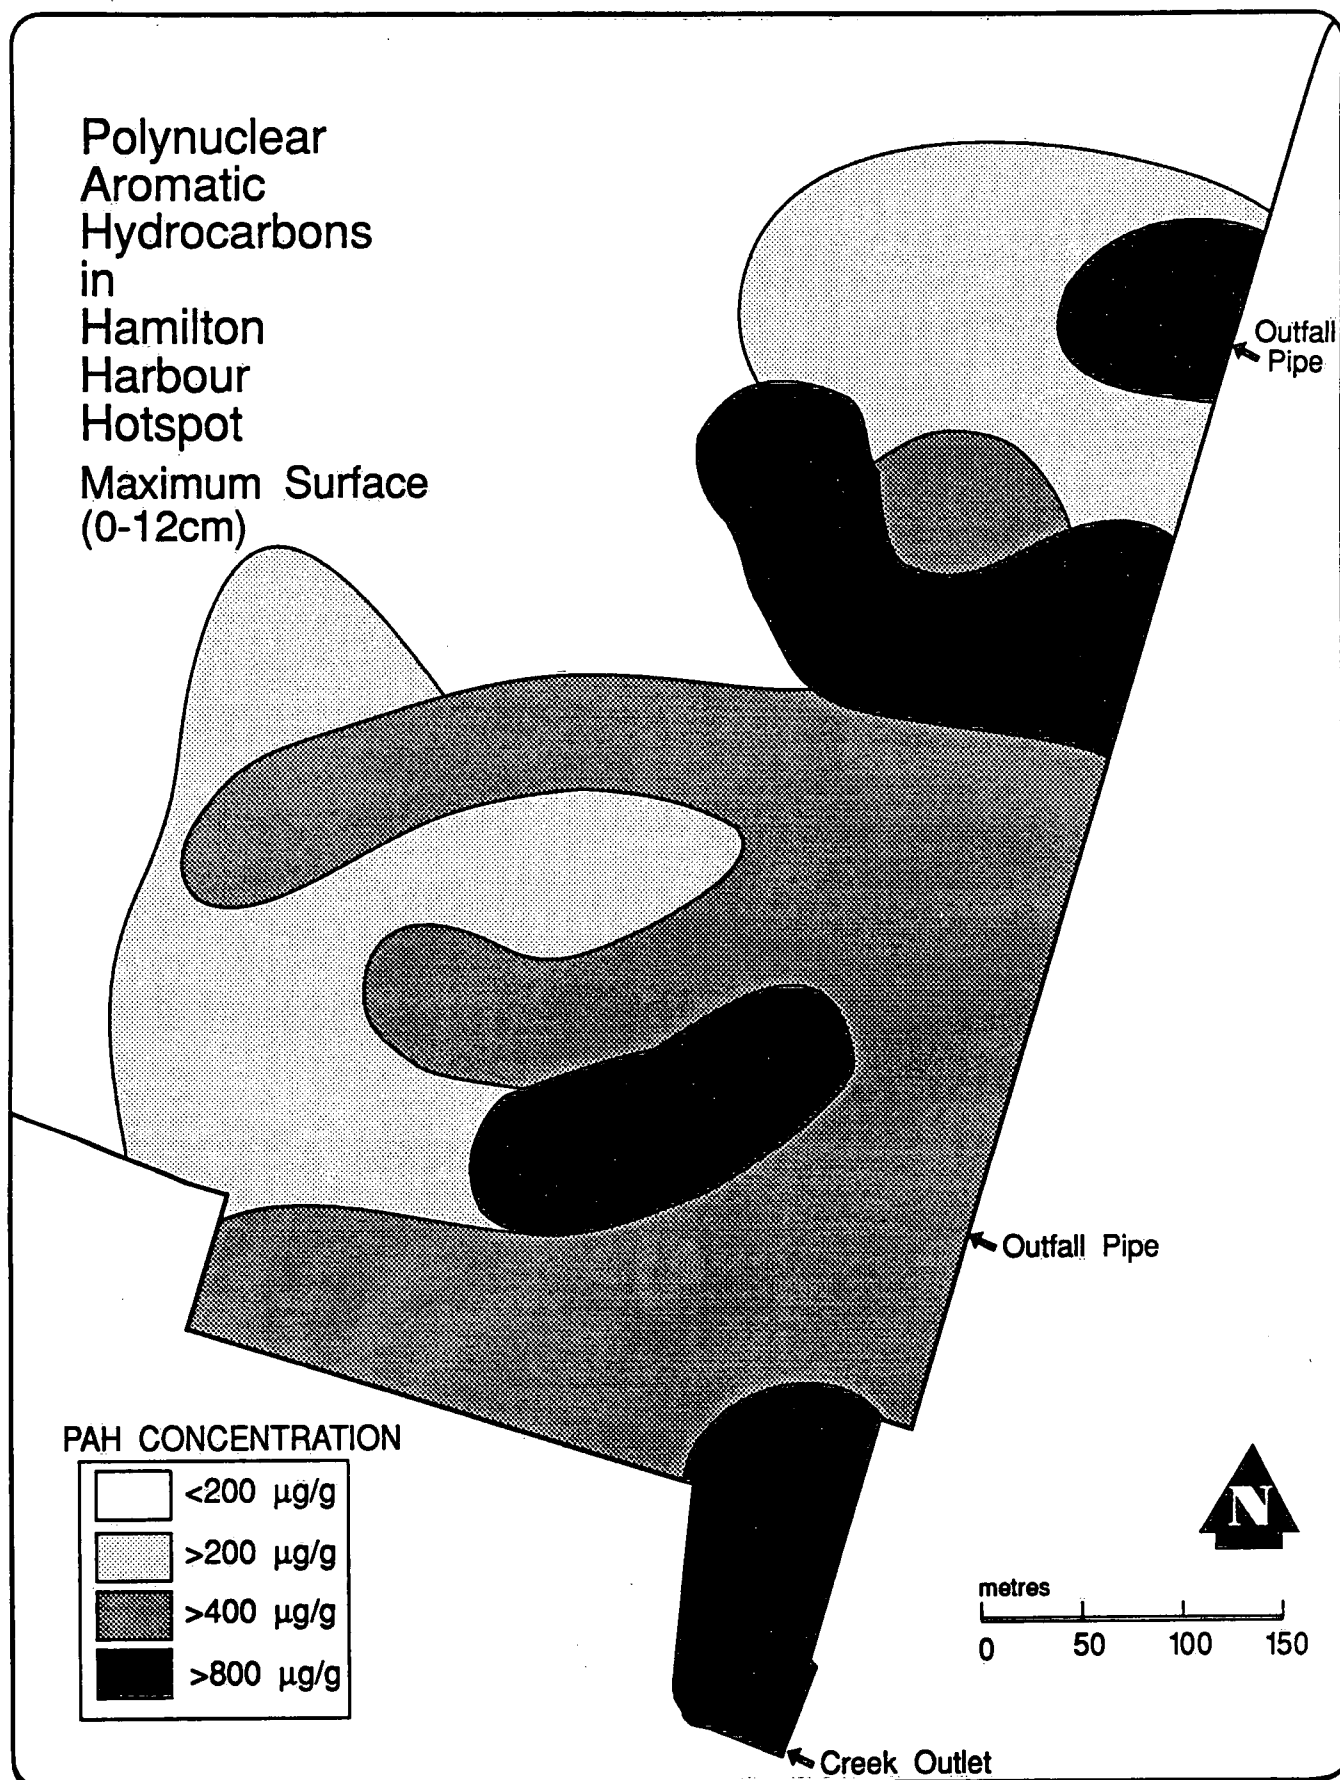 Polynuclear
Aromatic
Hydrocarbons
in
Hamilton
Harbour
Hotspot
Maximum Surface
(0-12cm)
Outfall
Pipe
Outfall Pipe
PAH CONCENTRATION
<200 µg/g
>200 µg/g
>400 µg/g
>800 µg/g
N
metres
0 50 100 150
Creek Outlet